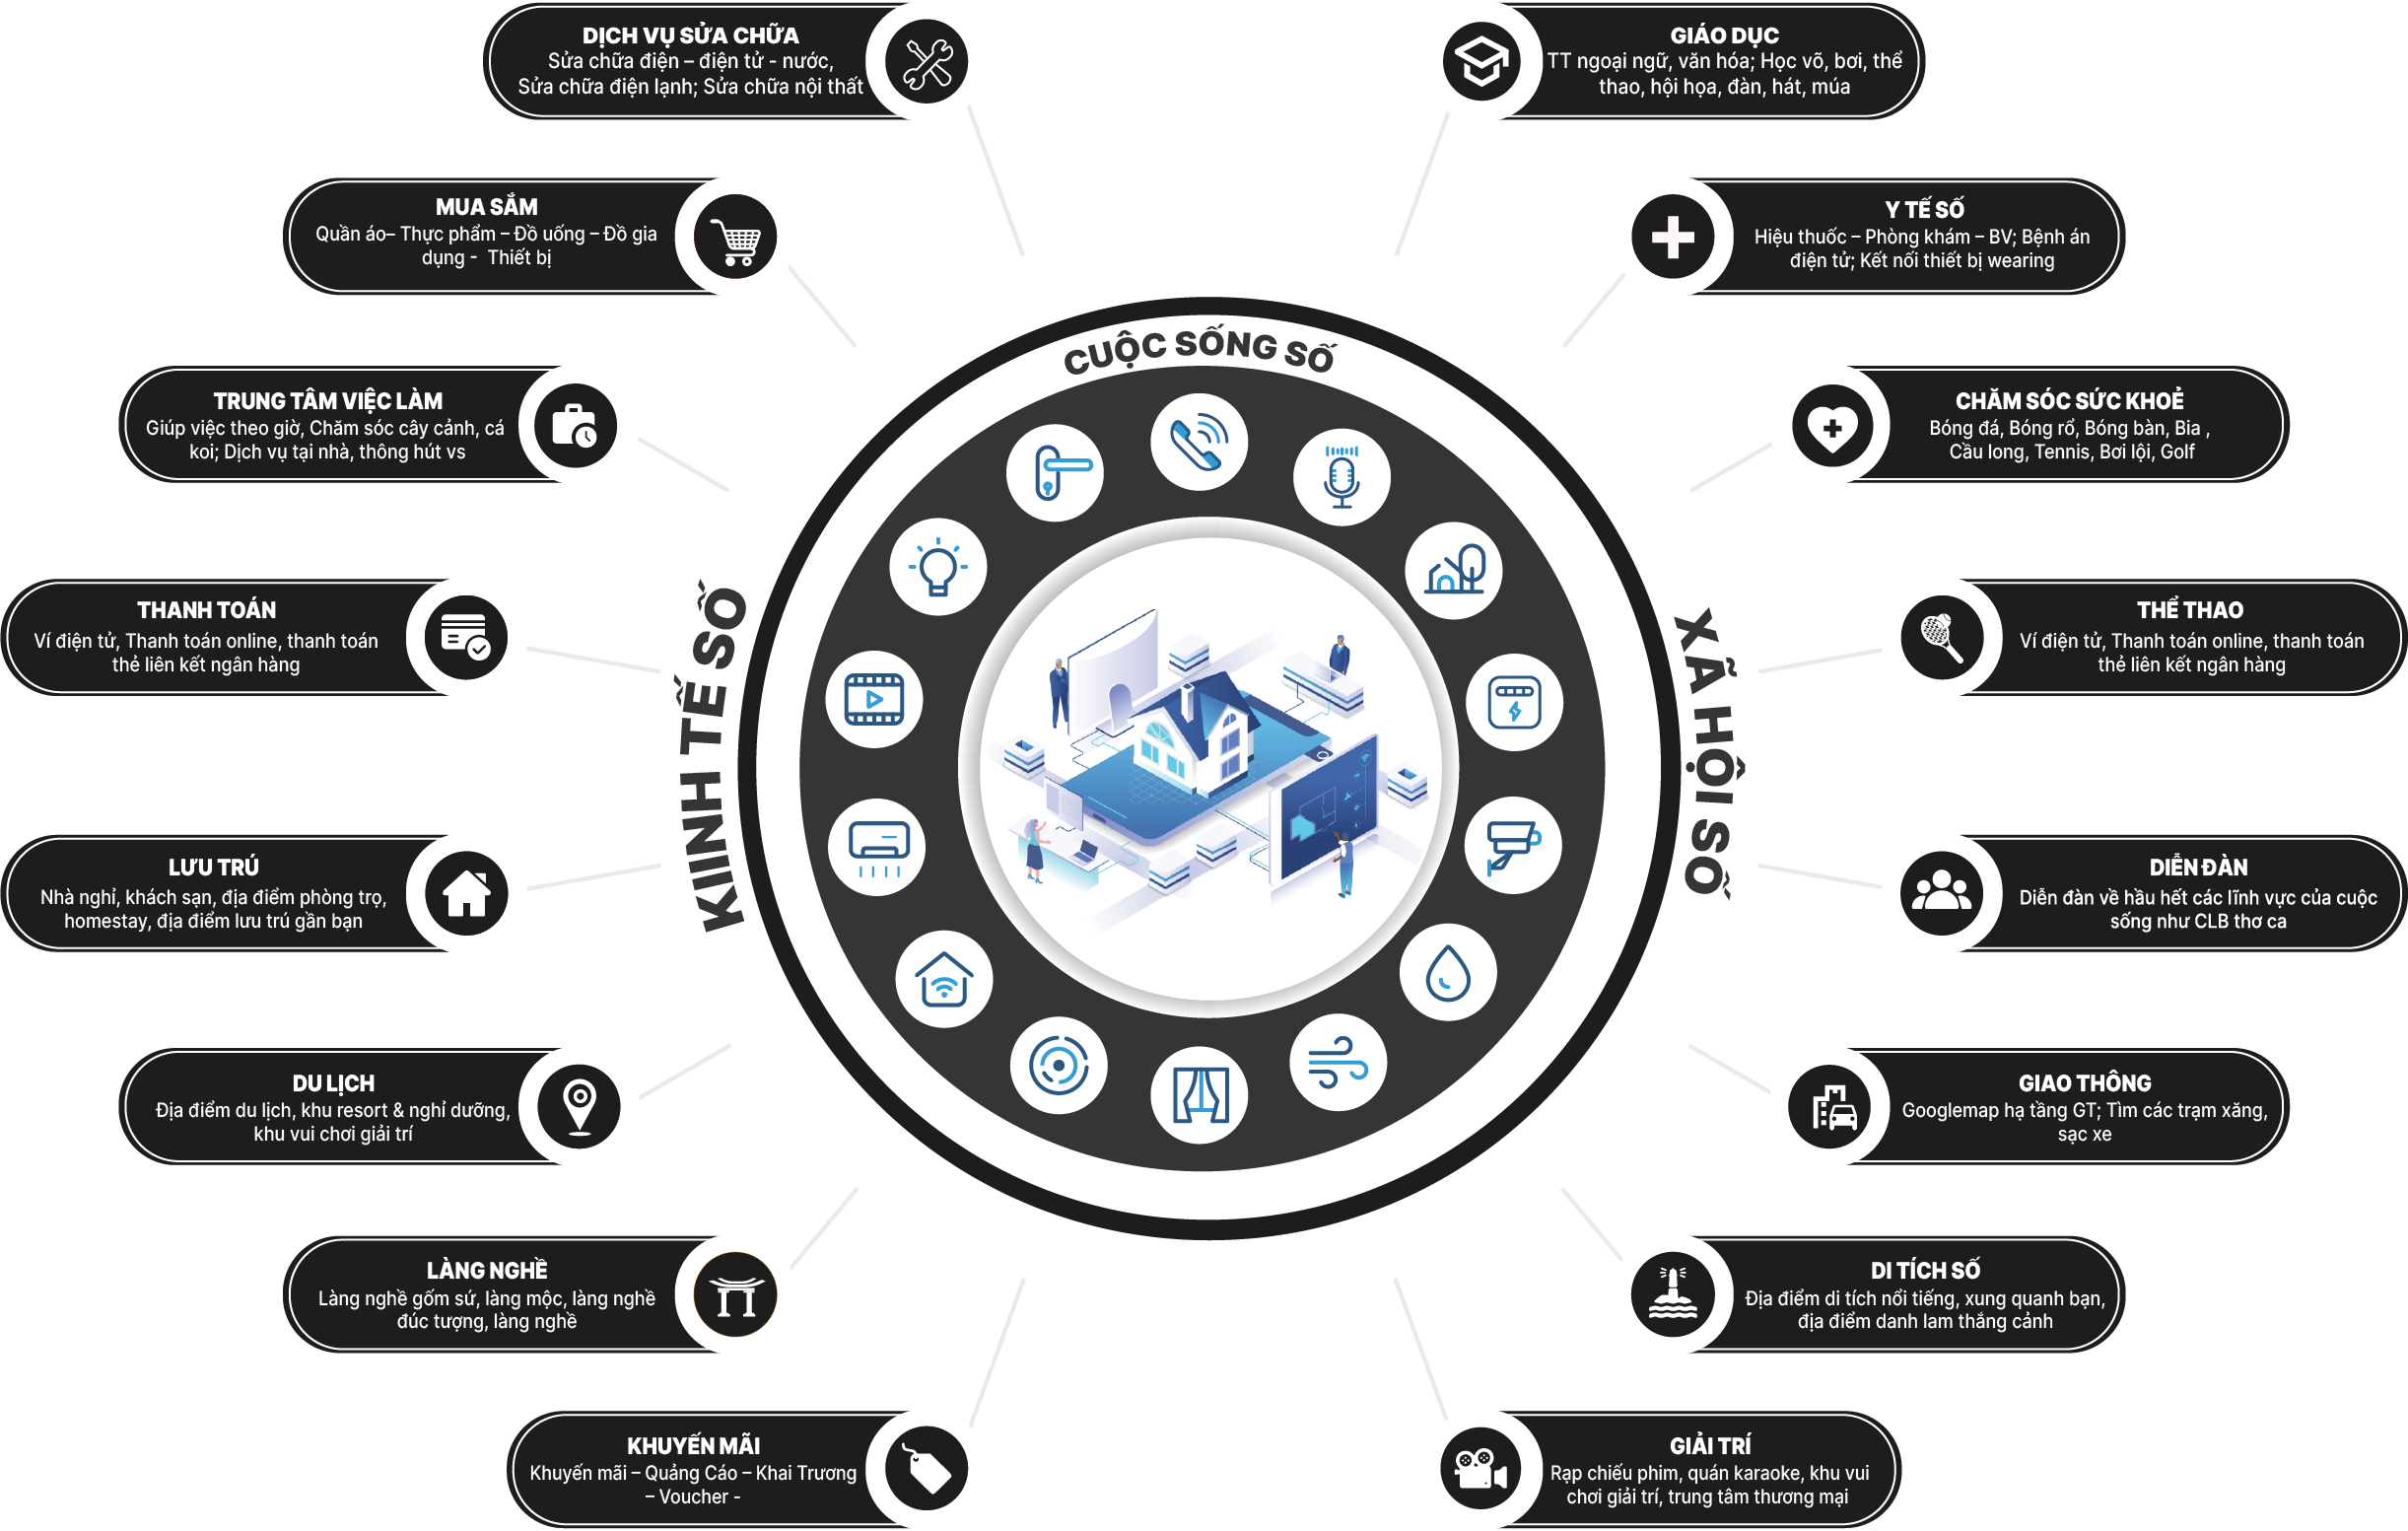 DỊCH VỤ SỬA CHỮA
Sửa chữa điện – điện tử - nước,
Sửa chữa điện lạnh; Sửa chữa nội thất
MUA SẮM
Quần áo– Thực phẩm – Đồ uống – Đồ gia
dụng - Thiết bị
TRUNG TÂM VIỆC LÀM
Giúp việc theo giờ, Chăm sóc cây cảnh, cá
koi; Dịch vụ tại nhà, thông hút vs
THANH TOÁN
Ví điện tử, Thanh toán online, thanh toán
thẻ liên kết ngân hàng
LƯU TRÚ
Nhà nghỉ, khách sạn, địa điểm phòng trọ,
homestay, địa điểm lưu trú gần bạn
DU LỊCH
Địa điểm du lịch, khu resort & nghỉ dưỡng,
khu vui chơi giải trí
LÀNG NGHỀ
Làng nghề gốm sứ, làng mộc, làng nghề
đúc tượng, làng nghề
KHUYẾN MÃI
Khuyến mãi – Quảng Cáo – Khai Trương
– Voucher -
KINH TẾ SỐ
CUỘC SỐNG SỐ
XÃ HỘI SỐ
GIÁO DỤC
TT ngoại ngữ, văn hóa; Học võ, bơi, thể
thao, hội họa, đàn, hát, múa
Y TẾ SỐ
Hiệu thuốc – Phòng khám – BV; Bệnh án
điện tử; Kết nối thiết bị wearing
CHĂM SÓC SỨC KHOẺ
Bóng đá, Bóng rổ, Bóng bàn, Bia ,
Cầu long, Tennis, Bơi lội, Golf
THỂ THAO
Ví điện tử, Thanh toán online, thanh toán
thẻ liên kết ngân hàng
DIỄN ĐÀN
Diễn đàn về hầu hết các lĩnh vực của cuộc
sống như CLB thơ ca
GIAO THÔNG
Googlemap hạ tầng GT; Tìm các trạm xăng,
sạc xe
DI TÍCH SỐ
Địa điểm di tích nổi tiếng, xung quanh bạn,
địa điểm danh lam thắng cảnh
GIẢI TRÍ
Rạp chiếu phim, quán karaoke, khu vui
chơi giải trí, trung tâm thương mại